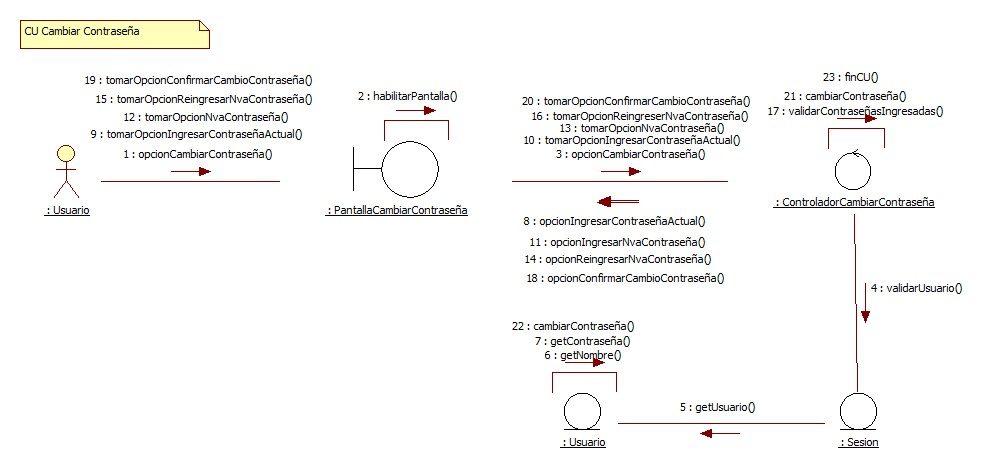 CU Cambiar Contraseña
19 : tomarOpcionConfirmarCambioContraseña()
15 : tomarOpcionReingresarNvaContraseña()
12 : tomarOpcionNvaContraseña()
9 : tomarOpcionIngresarContraseñaActual()
1 : opcionCambiarContraseña()
2 : habilitarPantalla()
20 : tomarOpcionConfirmarCambioContraseña()
16 : tomarOpcionReingreserNvaContraseña()
13 : tomarOpcionNvaContraseña()
10 : tomarOpcionIngresarContraseñaActual()
3 : opcionCambiarContraseña()
23 : finCU()
21 : cambiarContraseña()
17 : validarContraseñasIngresadas()
: Usuario
: PantallaCambiarContraseña
: ControladorCambiarContraseña
8 : opcionIngresarContraseñaActual()
11 : opcionIngresarNvaContraseña()
14 : opcionReingresarNvaContraseña()
18 : opcionConfirmarCambioContraseña()
4 : validarUsuario()
22 : cambiarContraseña()
7 : getContraseña()
6 : getNombre()
5 : getUsuario()
: Usuario
: Sesion